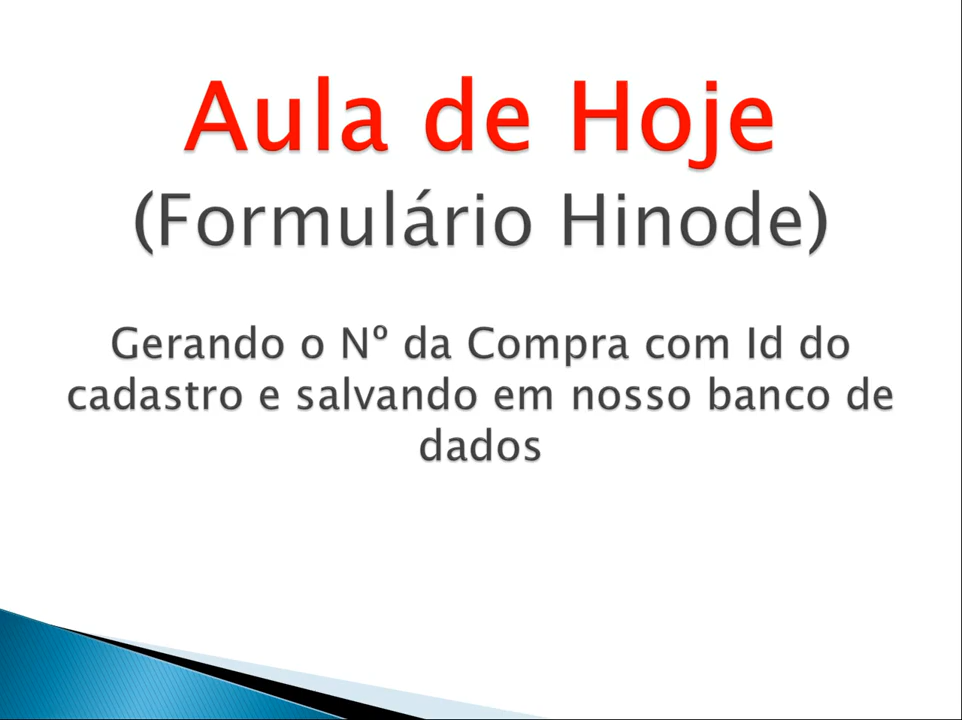 Aula de Hoje
(Formulário Hinode)
Gerando o Nº da Compra com Id do
cadastro e salvando em nosso banco de
dados